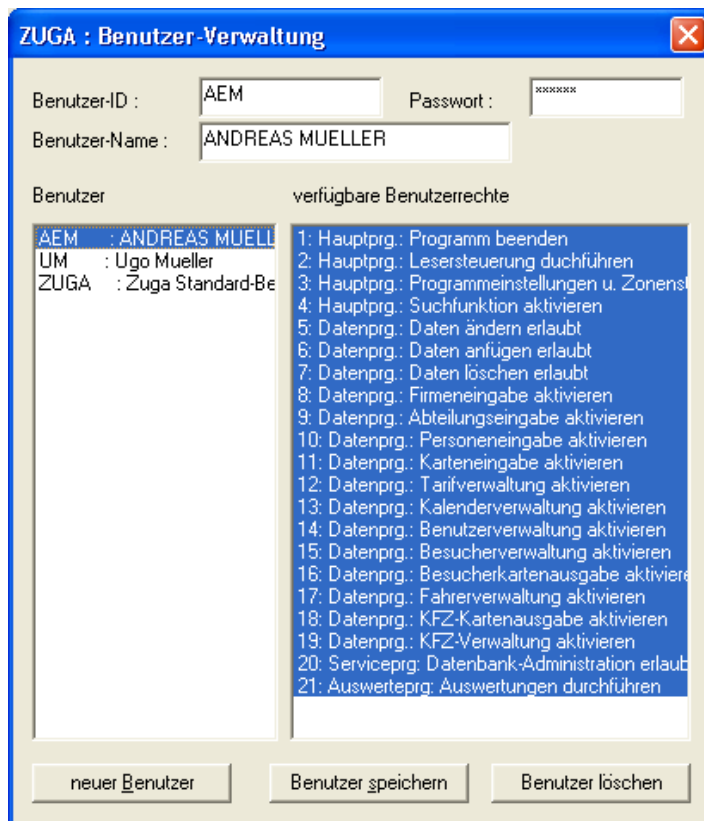 ZUGA : Benutzer-Verwaltung
Benutzer-ID : AEM Passwort : ××××××
Benutzer-Name : ANDREAS MUELLER
Benutzer verfügbare Benutzerrechte
AEM : ANDREAS MUELL
UM : Ugo Mueller
ZUGA : Zuga Standard-Be
1: Hauptprg.: Programm beenden
2: Hauptprg.: Lesersteuerung duchführen
3: Hauptprg.: Programmeinstellungen u. Zonenst
4: Hauptprg.: Suchfunktion aktivieren
5: Datenprg.: Daten ändern erlaubt
6: Datenprg.: Daten anfügen erlaubt
7: Datenprg.: Daten löschen erlaubt
8: Datenprg.: Firmeneingabe aktivieren
9: Datenprg.: Abteilungseingabe aktivieren
10: Datenprg.: Personeneingabe aktivieren
11: Datenprg.: Karteneingabe aktivieren
12: Datenprg.: Tarifverwaltung aktivieren
13: Datenprg.: Kalenderverwaltung aktivieren
14: Datenprg.: Benutzerverwaltung aktivieren
15: Datenprg.: Besucherverwaltung aktivieren
16: Datenprg.: Besucherkartenausgabe aktiviere
17: Datenprg.: Fahrerverwaltung aktivieren
18: Datenprg.: KFZ-Kartenausgabe aktivieren
19: Datenprg.: KFZ-Verwaltung aktivieren
20: Serviceprg: Datenbank-Administration erlaub
21: Auswerteprg: Auswertungen durchführen
neuer Benutzer Benutzer speichern Benutzer löschen